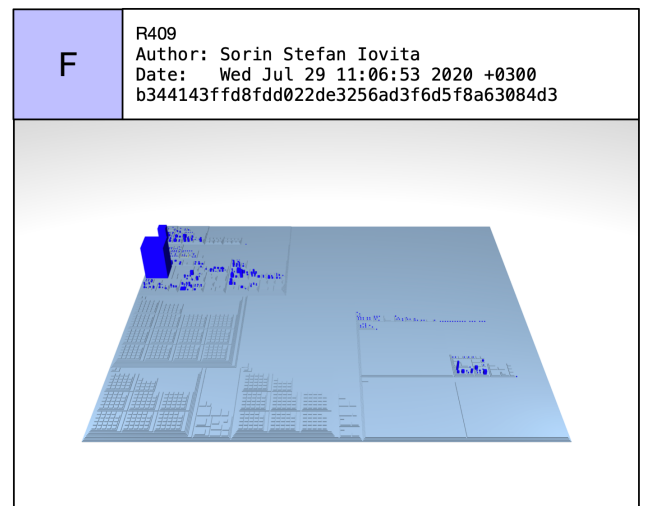 F
R409
Author: Sorin Stefan Iovita
Date:   Wed Jul 29 11:06:53 2020 +0300
b344143ffd8fdd022de3256ad3f6d5f8a63084d3